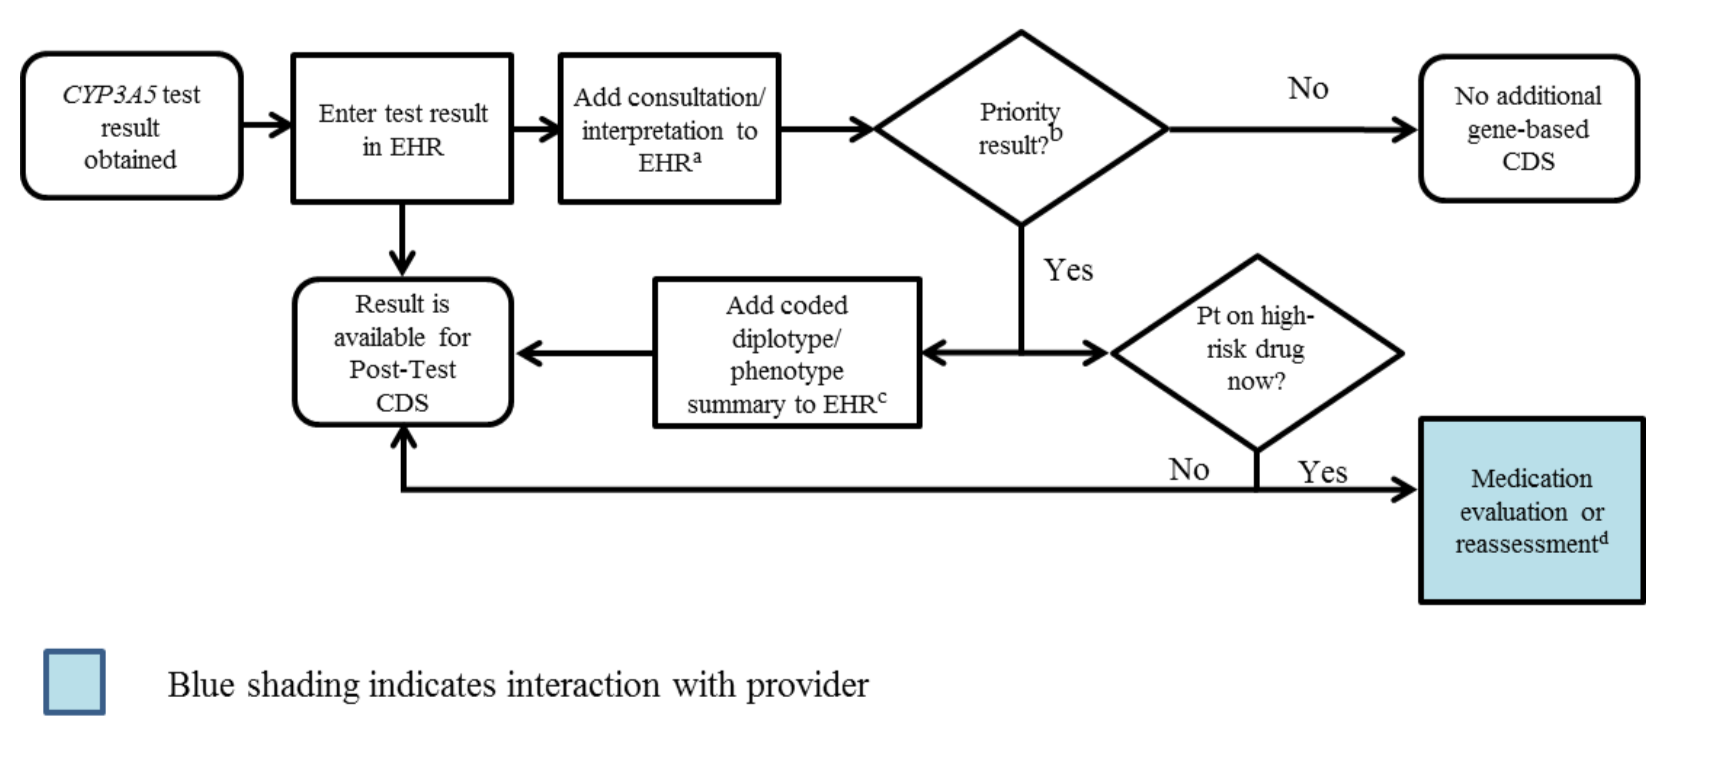 CYP3A5 test
result
obtained
Enter test result
in EHR
Add consultation/
interpretation to
EHRᵃ
Priority
result?ᵇ
No
No additional
gene-based
CDS
Yes
Result is
available for
Post-Test
CDS
Add coded
diplotype/
phenotype
summary to EHRᶜ
Pt on high-
risk drug
now?
No
Yes
Medication
evaluation or
reassessmentᵈ
Blue shading indicates interaction with provider